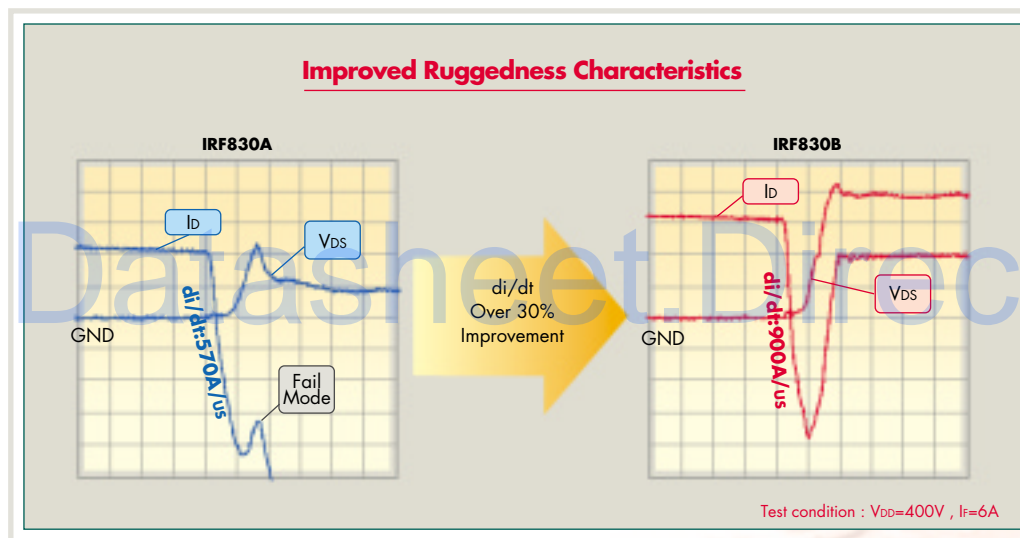 Improved Ruggedness Characteristics
IRF830A
ID
VDS
GND
di/dt:570A/us
Fail
Mode
di/dt
Over 30%
Improvement
IRF830B
ID
VDS
GND
di/dt:900A/us
Test condition : VDD=400V , IF=6A
Datasheet.Direc